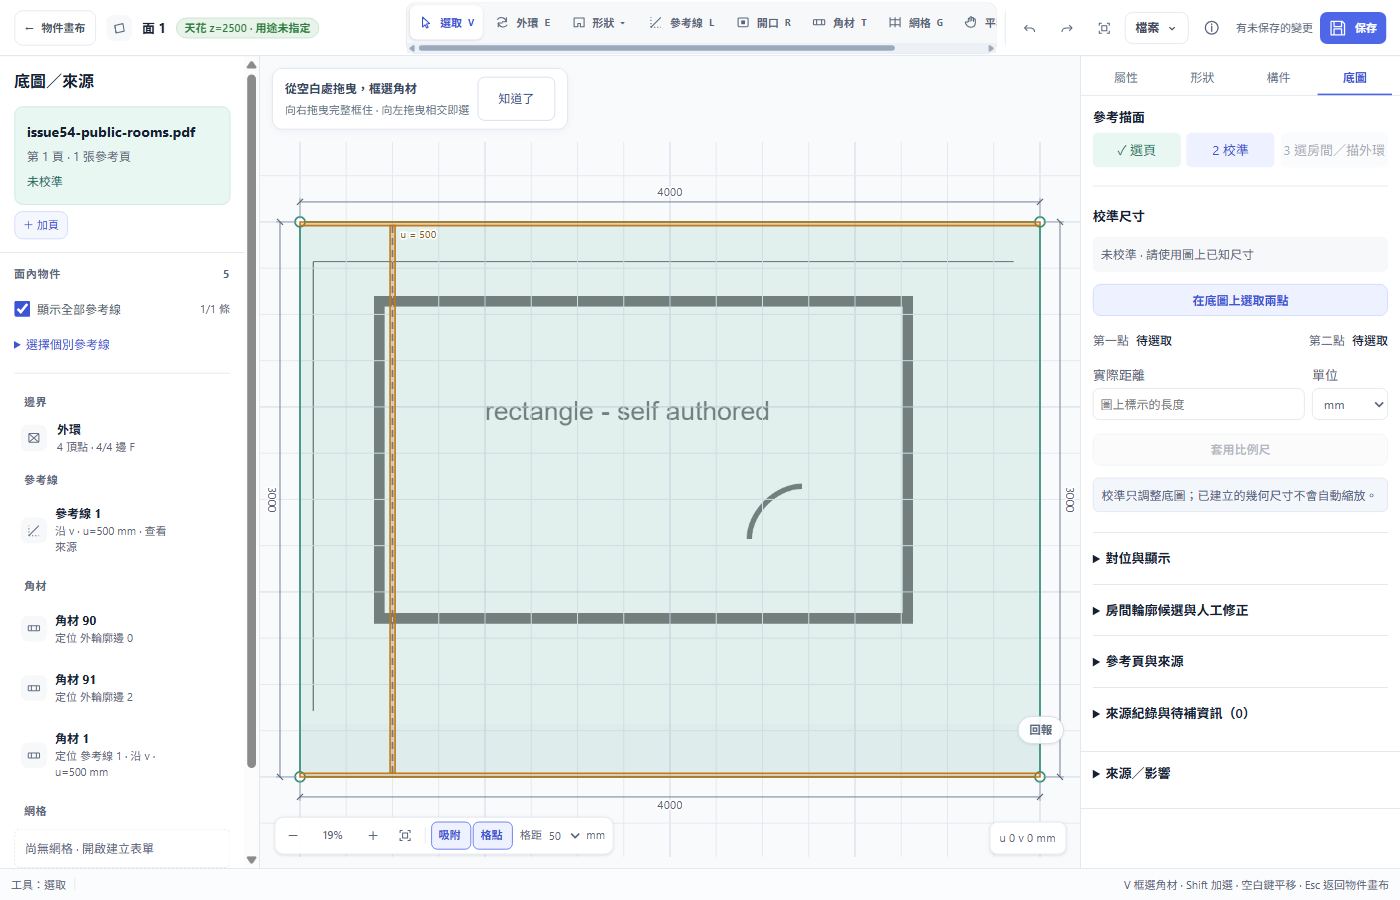 ← 物件畫布
面 1
天花 z=2500 · 用途未指定
選取 V
外環 E
形狀
參考線 L
開口 R
角材 T
網格 G
平
檔案
有未保存的變更
保存
底圖／來源
issue54-public-rooms.pdf
第 1 頁 · 1 張參考頁
未校準
＋ 加頁
面內物件 5
顯示全部參考線 1/1 條
選擇個別參考線
邊界
外環
4 頂點 · 4/4 邊 F
參考線
參考線 1
沿 v · u=500 mm · 查看
來源
角材
角材 90
定位 外輪廓邊 0
角材 91
定位 外輪廓邊 2
角材 1
定位 參考線 1 · 沿 v ·
u=500 mm
網格
尚無網格 · 開啟建立表單
從空白處拖曳，框選角材
向右拖曳完整框住 · 向左拖曳相交即選
知道了
4000
u = 500
3000
rectangle - self authored
3000
4000
回報
− 19% +
吸附
格點
格距 50 mm
u 0 v 0 mm
屬性
形狀
構件
底圖
參考描面
✓ 選頁
2 校準
3 選房間／描外環
校準尺寸
未校準 · 請使用圖上已知尺寸
在底圖上選取兩點
第一點 待選取
第二點 待選取
實際距離
單位
圖上標示的長度
mm
套用比例尺
校準只調整底圖；已建立的幾何尺寸不會自動縮放。
對位與顯示
房間輪廓候選與人工修正
參考頁與來源
來源紀錄與待補資訊（0）
來源／影響
工具：選取
V 框選角材 · Shift 加選 · 空白鍵平移 · Esc 返回物件畫布